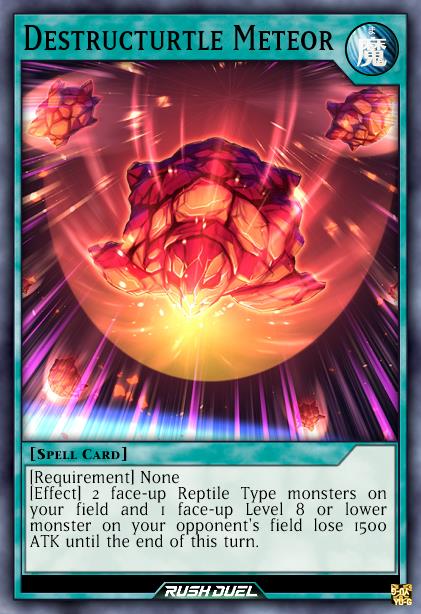 Destructurtle Meteor
ま
魔
[Spell Card]
[Requirement] None
[Effect] 2 face-up Reptile Type monsters on
your field and 1 face-up Level 8 or lower
monster on your opponent's field lose 1500
ATK until the end of this turn.
RUSH DUEL